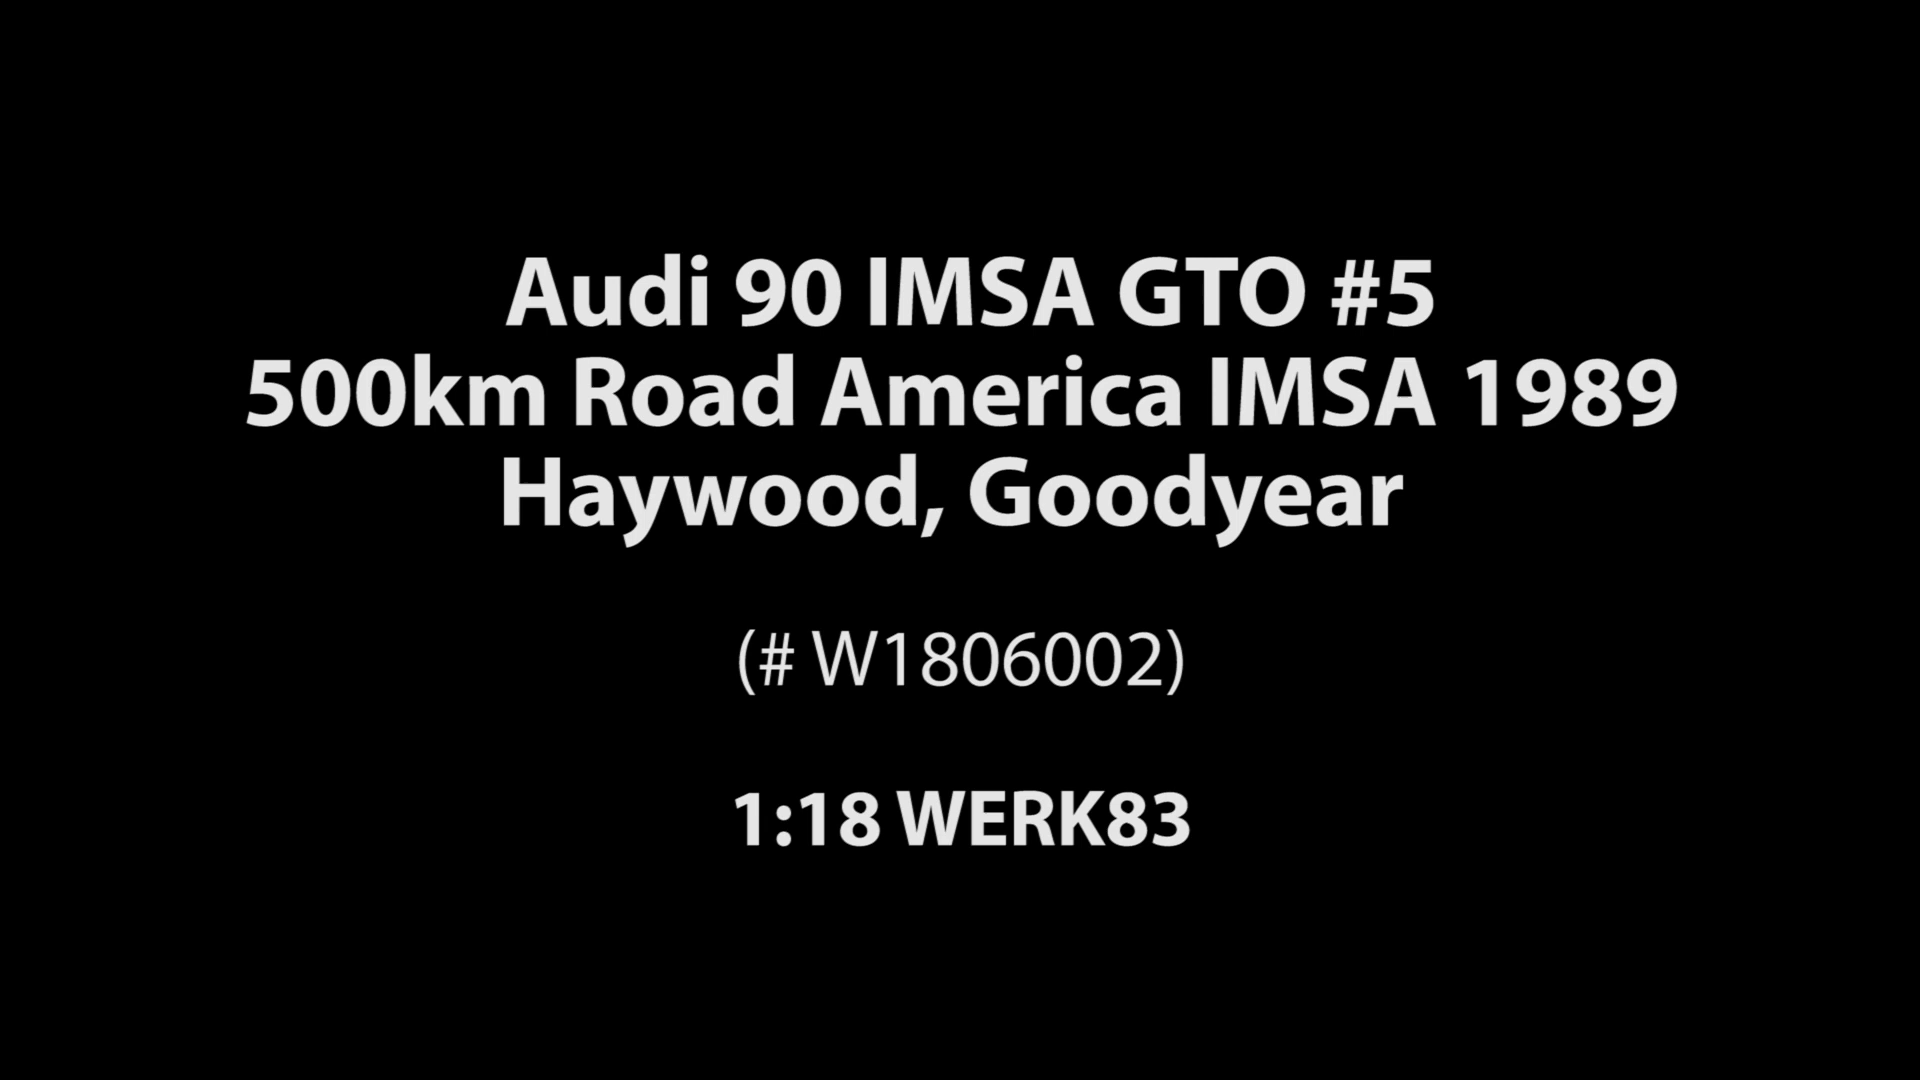 Audi 90 IMSA GTO #5
500km Road America IMSA 1989
Haywood, Goodyear
(# W1806002)
1:18 WERK83